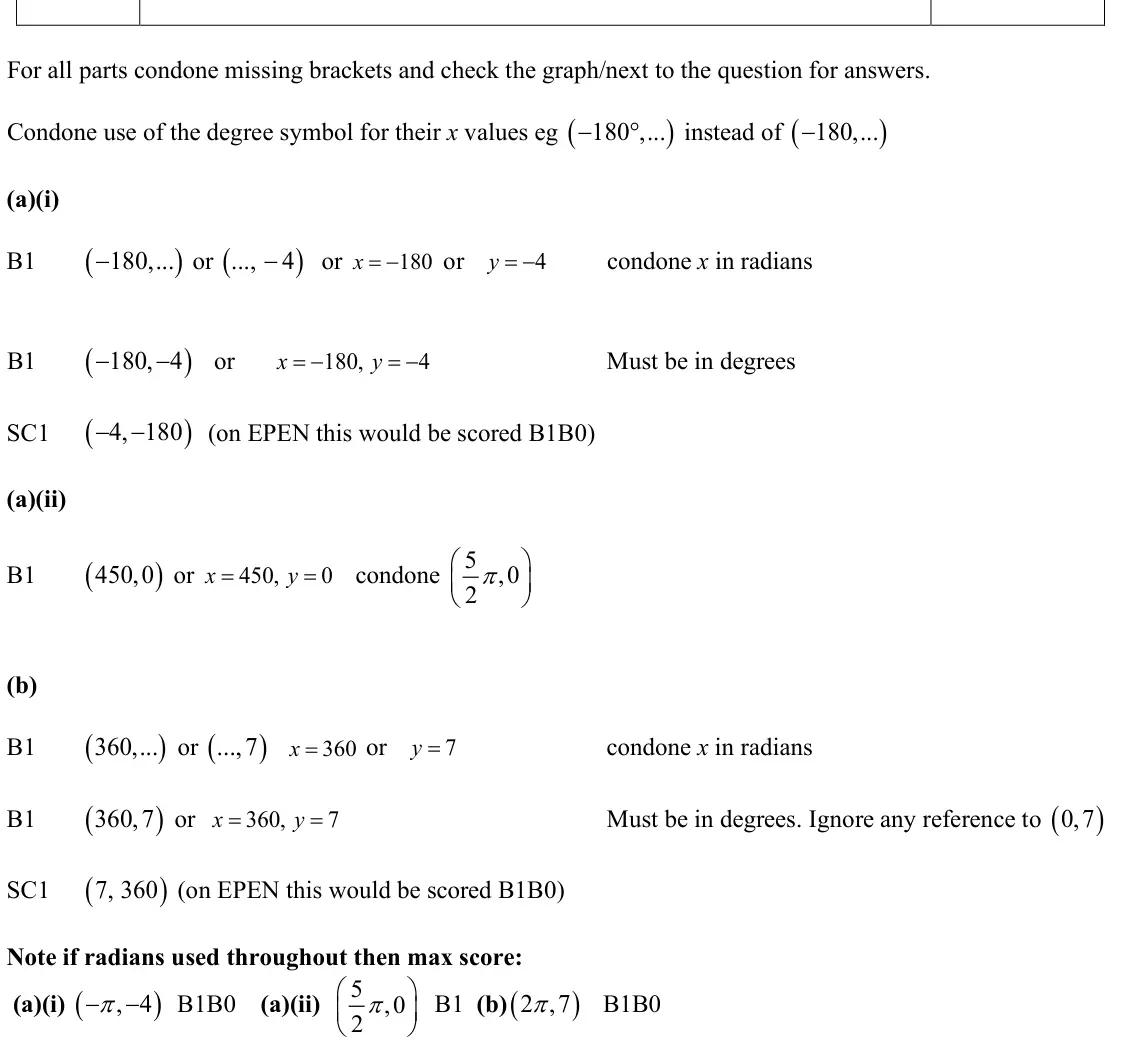 For all parts condone missing brackets and check the graph/next to the question for answers.
Condone use of the degree symbol for their x values eg (−180°,...) instead of (−180,...)
(a)(i)
B1 (−180,...) or (..., −4) or x = −180 or y = −4 condone x in radians
B1 (−180,−4) or x = −180, y = −4 Must be in degrees
SC1 (−4,−180) (on EPEN this would be scored B1B0)
(a)(ii)
B1 (450,0) or x = 450, y = 0 condone (5/2 π,0)
(b)
B1 (360,...) or (...,7) x = 360 or y = 7 condone x in radians
B1 (360,7) or x = 360, y = 7 Must be in degrees. Ignore any reference to (0,7)
SC1 (7, 360) (on EPEN this would be scored B1B0)
Note if radians used throughout then max score:
(a)(i) (−π,−4) B1B0 (a)(ii) (5/2 π,0) B1 (b)(2π,7) B1B0